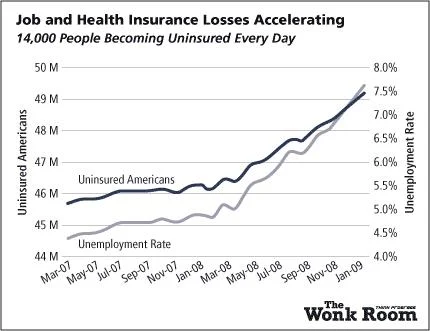 Job and Health Insurance Losses Accelerating
14,000 People Becoming Uninsured Every Day
50 M
49 M
48 M
47 M
46 M
45 M
44 M
Uninsured Americans
8.0%
7.5%
7.0%
6.5%
6.0%
5.5%
5.0%
4.5%
4.0%
Unemployment Rate
Uninsured Americans
Unemployment Rate
Mar-07
May-07
Jul-07
Sep-07
Nov-07
Jan-08
Mar-08
May-08
Jul-08
Sep-08
Nov-08
Jan-09
The
THINK PROGRESS
Wonk Room